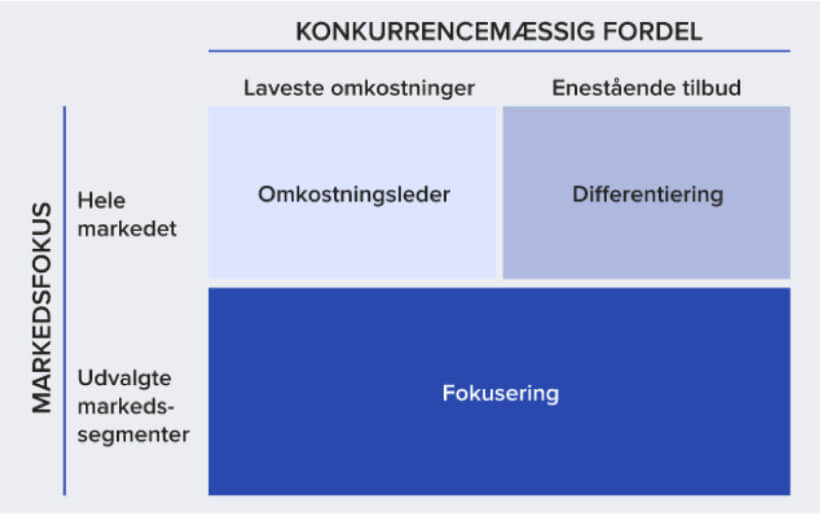 KONKURRENCEMÆSSIG FORDEL
Laveste omkostninger
Enestående tilbud
MARKEDSFOKUS
Hele
markedet
Omkostningsleder
Differentiering
Udvalgte
markeds-
segmenter
Fokusering